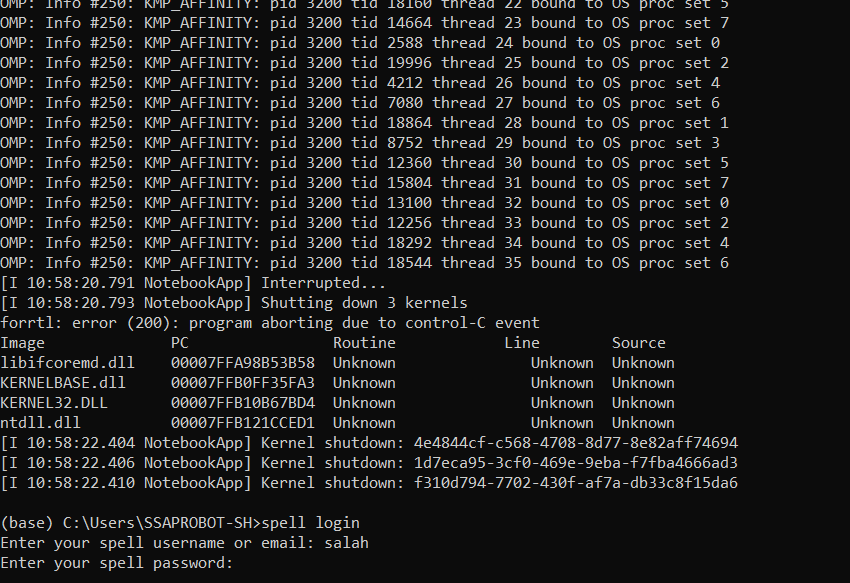 OMP: Info #250: KMP_AFFINITY: pid 3200 tid 18160 thread 22 bound to OS proc set 5
OMP: Info #250: KMP_AFFINITY: pid 3200 tid 14664 thread 23 bound to OS proc set 7
OMP: Info #250: KMP_AFFINITY: pid 3200 tid 2588 thread 24 bound to OS proc set 0
OMP: Info #250: KMP_AFFINITY: pid 3200 tid 19996 thread 25 bound to OS proc set 2
OMP: Info #250: KMP_AFFINITY: pid 3200 tid 4212 thread 26 bound to OS proc set 4
OMP: Info #250: KMP_AFFINITY: pid 3200 tid 7080 thread 27 bound to OS proc set 6
OMP: Info #250: KMP_AFFINITY: pid 3200 tid 18864 thread 28 bound to OS proc set 1
OMP: Info #250: KMP_AFFINITY: pid 3200 tid 8752 thread 29 bound to OS proc set 3
OMP: Info #250: KMP_AFFINITY: pid 3200 tid 12360 thread 30 bound to OS proc set 5
OMP: Info #250: KMP_AFFINITY: pid 3200 tid 15804 thread 31 bound to OS proc set 7
OMP: Info #250: KMP_AFFINITY: pid 3200 tid 13100 thread 32 bound to OS proc set 0
OMP: Info #250: KMP_AFFINITY: pid 3200 tid 12256 thread 33 bound to OS proc set 2
OMP: Info #250: KMP_AFFINITY: pid 3200 tid 18292 thread 34 bound to OS proc set 4
OMP: Info #250: KMP_AFFINITY: pid 3200 tid 18544 thread 35 bound to OS proc set 6
[I 10:58:20.791 NotebookApp] Interrupted...
[I 10:58:20.793 NotebookApp] Shutting down 3 kernels
forrtl: error (200): program aborting due to control-C event
Image              PC                Routine            Line        Source
libifcoremd.dll    00007FFA98B53B58  Unknown               Unknown  Unknown
KERNELBASE.dll     00007FFB0FF35FA3  Unknown               Unknown  Unknown
KERNEL32.DLL       00007FFB10B67BD4  Unknown               Unknown  Unknown
ntdll.dll          00007FFB121CCED1  Unknown               Unknown  Unknown
[I 10:58:22.404 NotebookApp] Kernel shutdown: 4e4844cf-c568-4708-8d77-8e82aff74694
[I 10:58:22.406 NotebookApp] Kernel shutdown: 1d7eca95-3cf0-469e-9eba-f7fba4666ad3
[I 10:58:22.410 NotebookApp] Kernel shutdown: f310d794-7702-430f-af7a-db33c8f15da6
(base) C:\Users\SSAPROBOT-SH>spell login
Enter your spell username or email: salah
Enter your spell password: